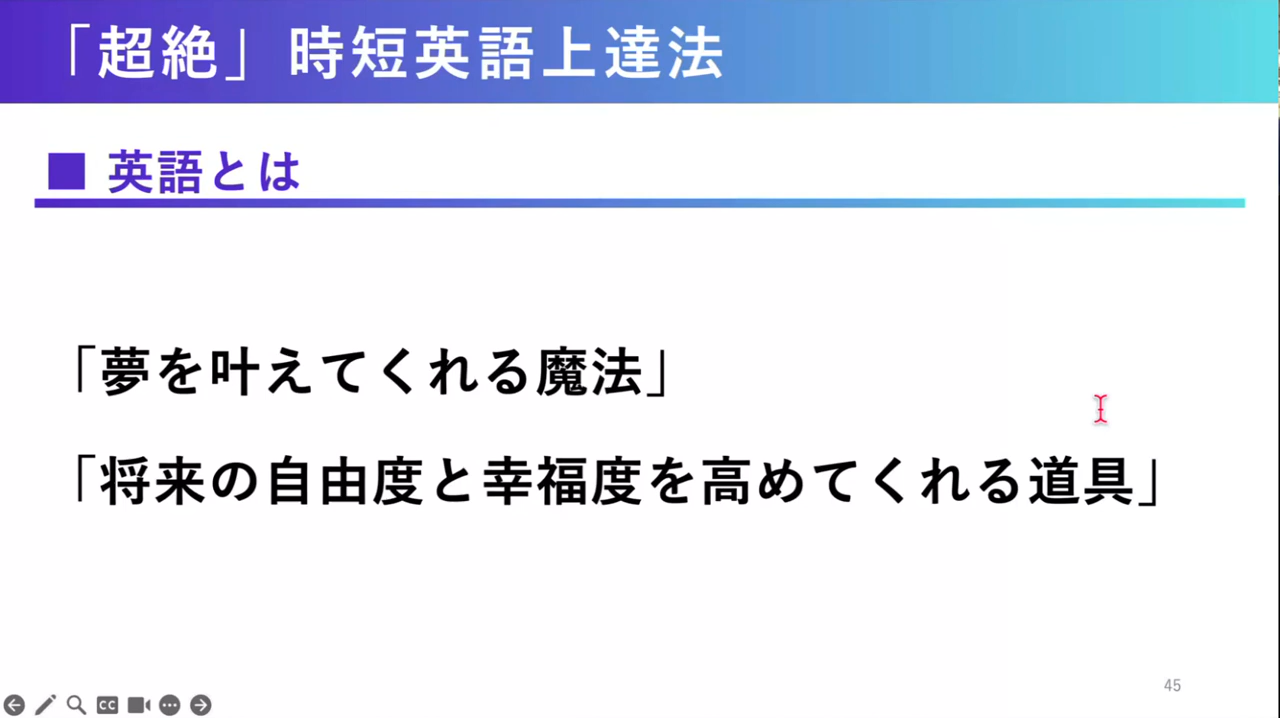 「超絶」時短英語上達法
■ 英語とは
「夢を叶えてくれる魔法」
「将来の自由度と幸福度を高めてくれる道具」
45
CC